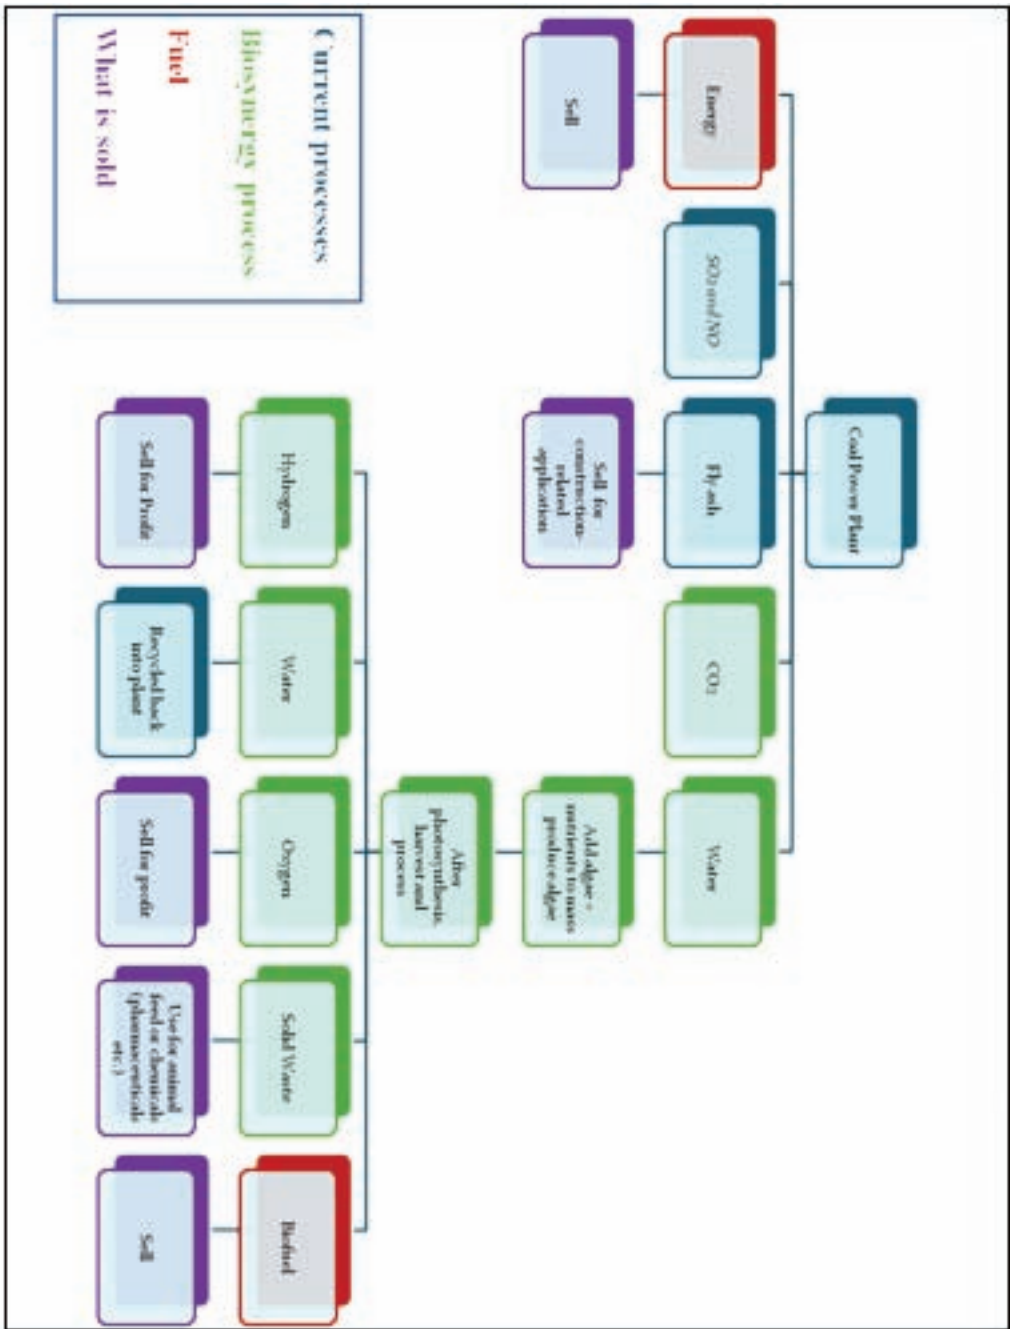 Coal Power Plant
Energy
SO2 and NO
Fly ash
CO2
Water
Sell
Sell for
construction-
related
application
Add algae +
nutrients to mass
produce algae
After
photosynthesis,
harvest and
process
Hydrogen
Water
Oxygen
Solid Waste
Biofuel
Sell for Profit
Recycled back
into plant
Sell for profit
Use for animal
feed or chemicals
(pharmaceuticals
etc.)
Sell
Current processes
Biosynergy process
Fuel
What is sold